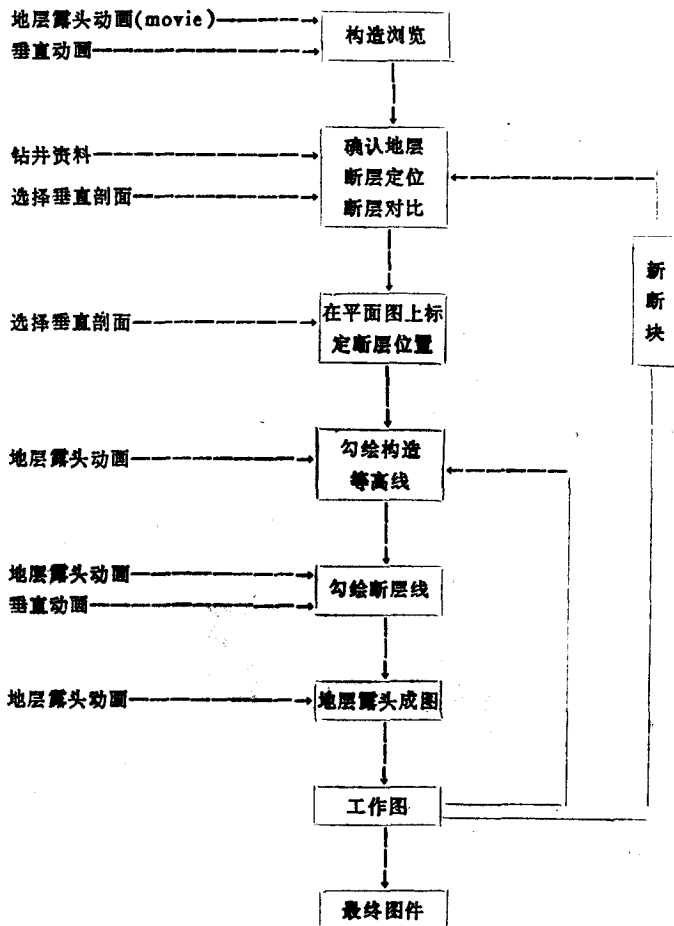 地层露头动画(movie)
垂直动画
构造浏览
钻井资料
选择垂直剖面
确认地层
断层定位
断层对比
新
断
块
选择垂直剖面
在平面图上标
定断层位置
地层露头动画
勾绘构造
等高线
地层露头动画
垂直动画
勾绘断层线
地层露头动画
地层露头成图
工作图
最终图件